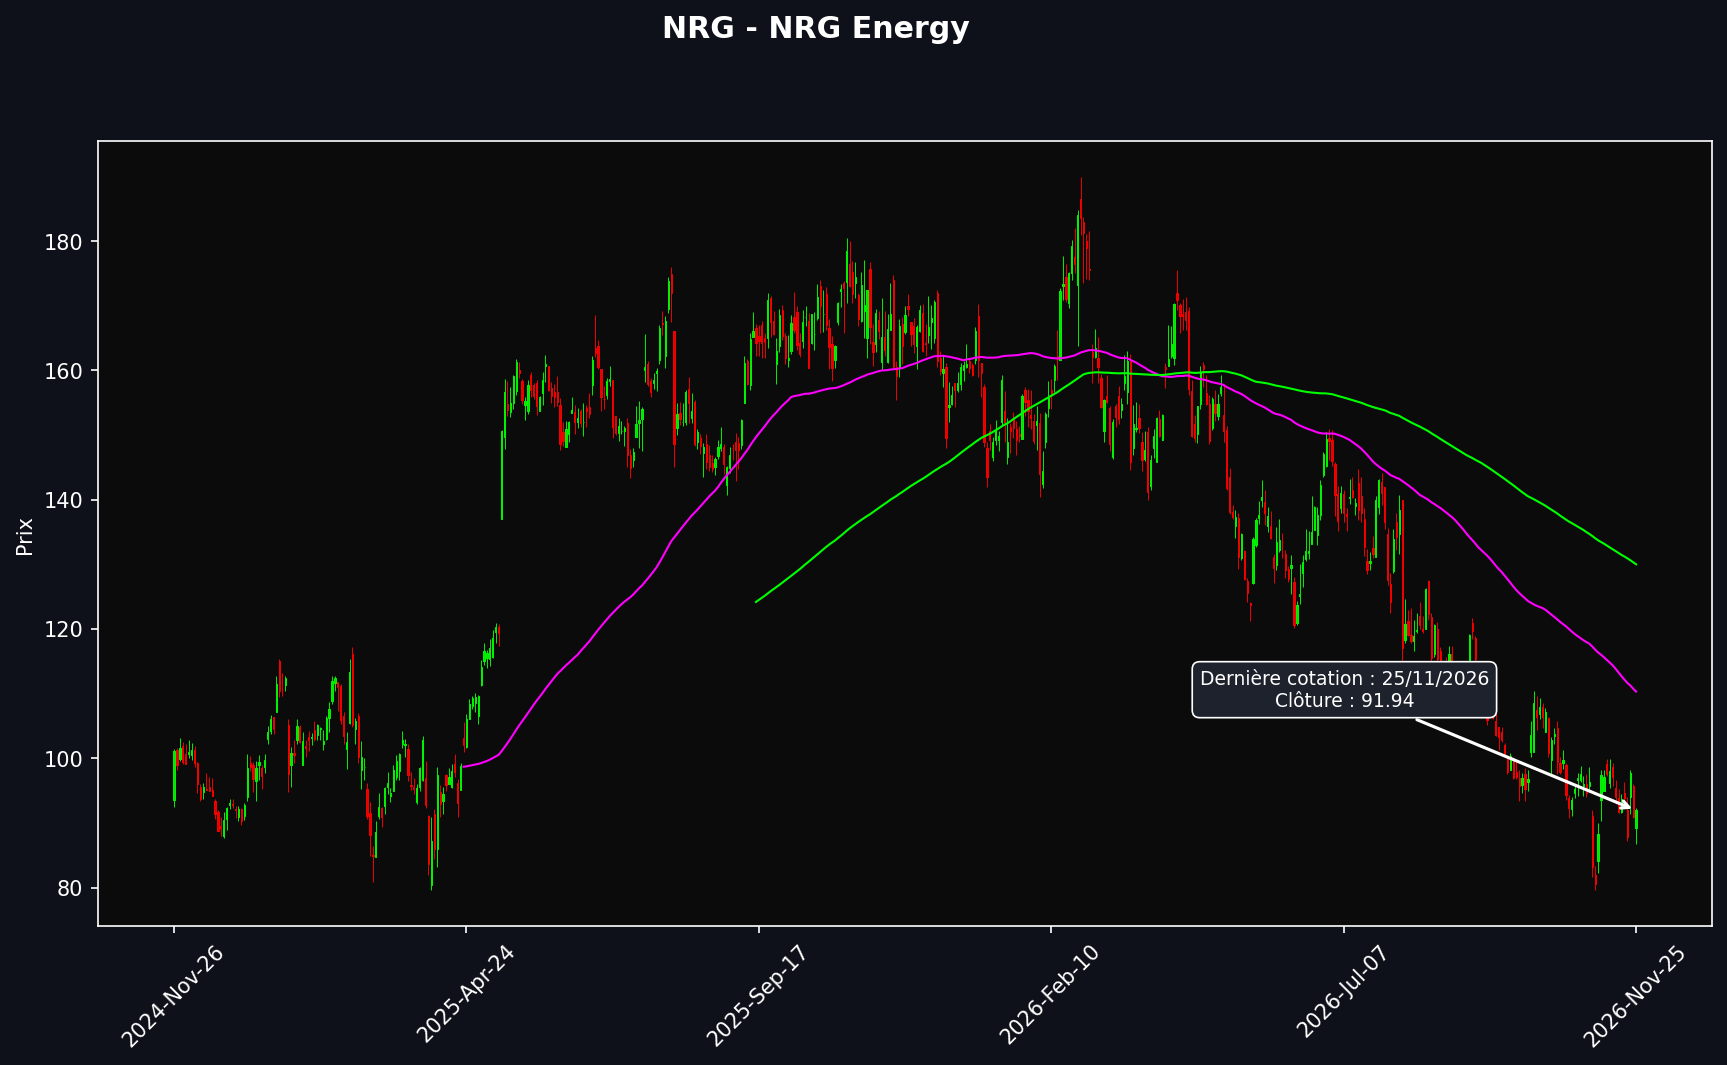 NRG - NRG Energy
Prix
180
160
140
120
100
80
Dernière cotation : 25/11/2026
Clôture : 91.94
2024-Nov-26
2025-Apr-24
2025-Sep-17
2026-Feb-10
2026-Jul-07
2026-Nov-25